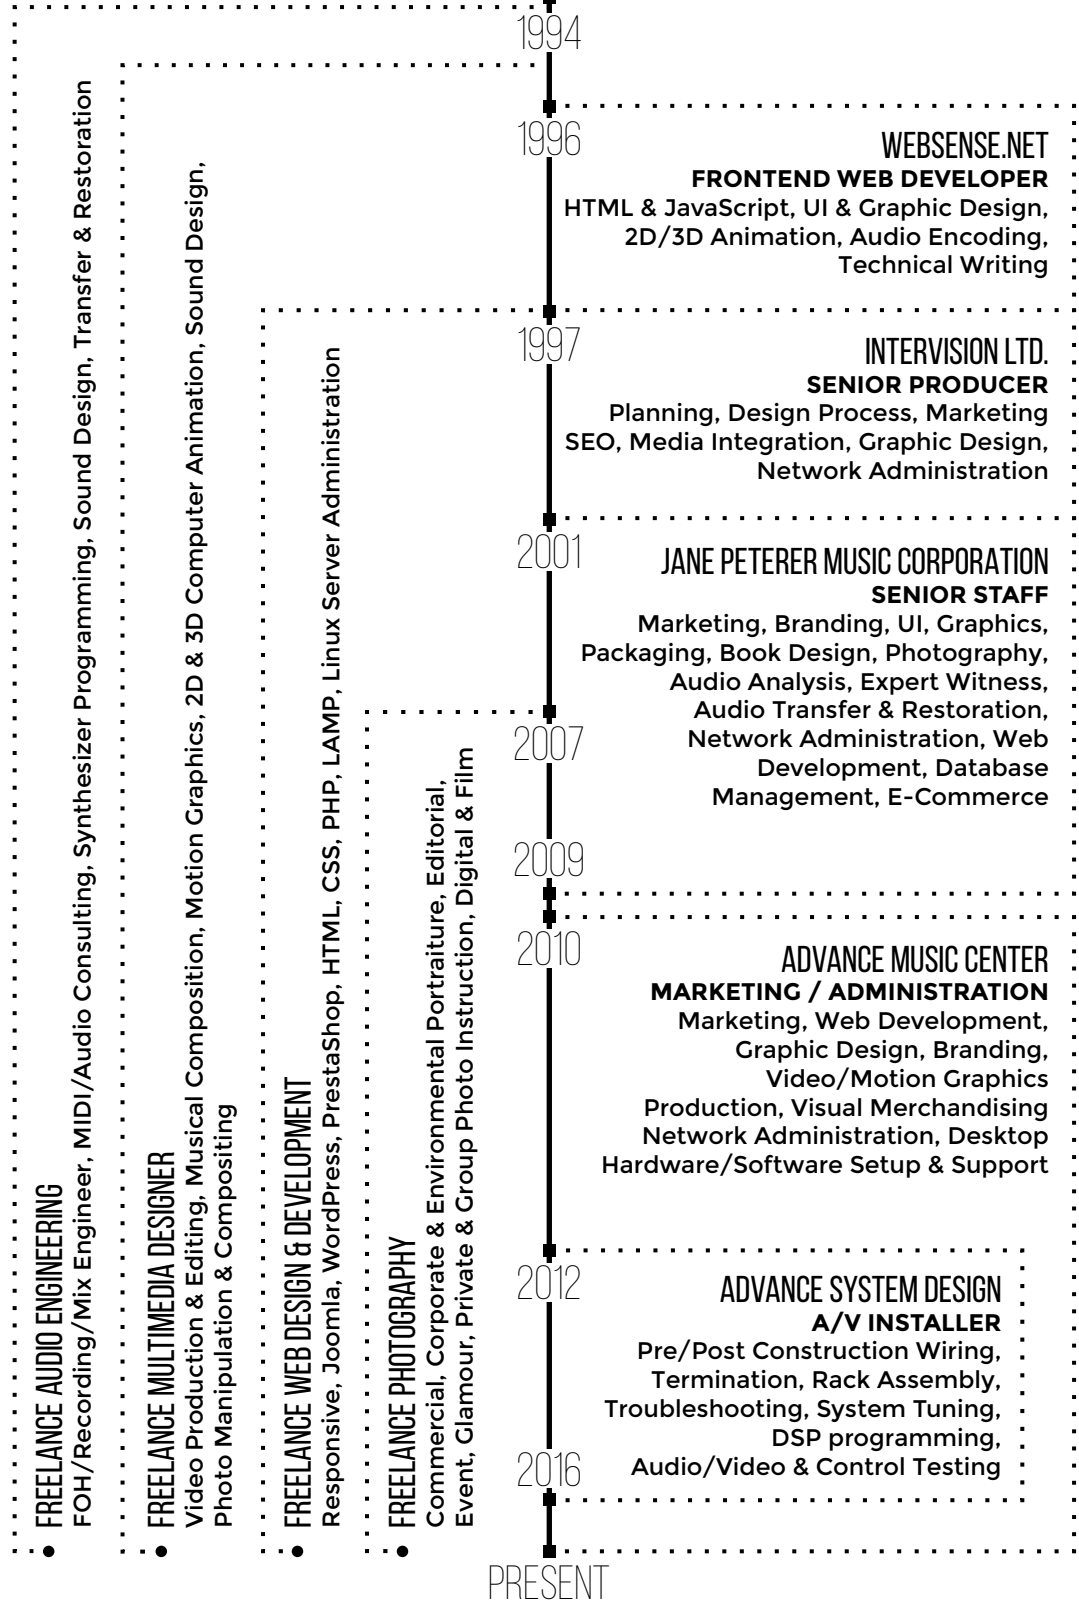 1994
1996
WEBSENSE.NET
FRONTEND WEB DEVELOPER
HTML & JavaScript, UI & Graphic Design,
2D/3D Animation, Audio Encoding,
Technical Writing
1997
INTERVISION LTD.
SENIOR PRODUCER
Planning, Design Process, Marketing
SEO, Media Integration, Graphic Design,
Network Administration
2001
JANE PETERER MUSIC CORPORATION
SENIOR STAFF
Marketing, Branding, UI, Graphics,
Packaging, Book Design, Photography,
Audio Analysis, Expert Witness,
Audio Transfer & Restoration,
Network Administration, Web
Development, Database
Management, E-Commerce
2007
2009
2010
ADVANCE MUSIC CENTER
MARKETING / ADMINISTRATION
Marketing, Web Development,
Graphic Design, Branding,
Video/Motion Graphics
Production, Visual Merchandising
Network Administration, Desktop
Hardware/Software Setup & Support
2012
ADVANCE SYSTEM DESIGN
A/V INSTALLER
Pre/Post Construction Wiring,
Termination, Rack Assembly,
Troubleshooting, System Tuning,
DSP programming,
Audio/Video & Control Testing
2016
PRESENT
FREELANCE AUDIO ENGINEERING
FOH/Recording/Mix Engineer, MIDI/Audio Consulting, Synthesizer Programming, Sound Design, Transfer & Restoration
FREELANCE MULTIMEDIA DESIGNER
Video Production & Editing, Musical Composition, Motion Graphics, 2D & 3D Computer Animation, Sound Design,
Photo Manipulation & Compositing
FREELANCE WEB DESIGN & DEVELOPMENT
Responsive, Joomla, WordPress, PrestaShop, HTML, CSS, PHP, LAMP, Linux Server Administration
FREELANCE PHOTOGRAPHY
Commercial, Corporate & Environmental Portraiture, Editorial,
Event, Glamour, Private & Group Photo Instruction, Digital & Film